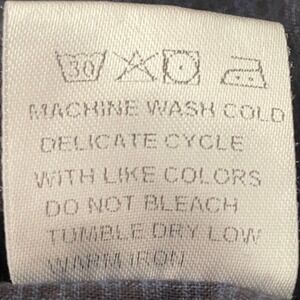 30
MACHINE WASH COLD
DELICATE CYCLE
WITH LIKE COLORS
DO NOT BLEACH
TUMBLE DRY LOW
WARM IRON